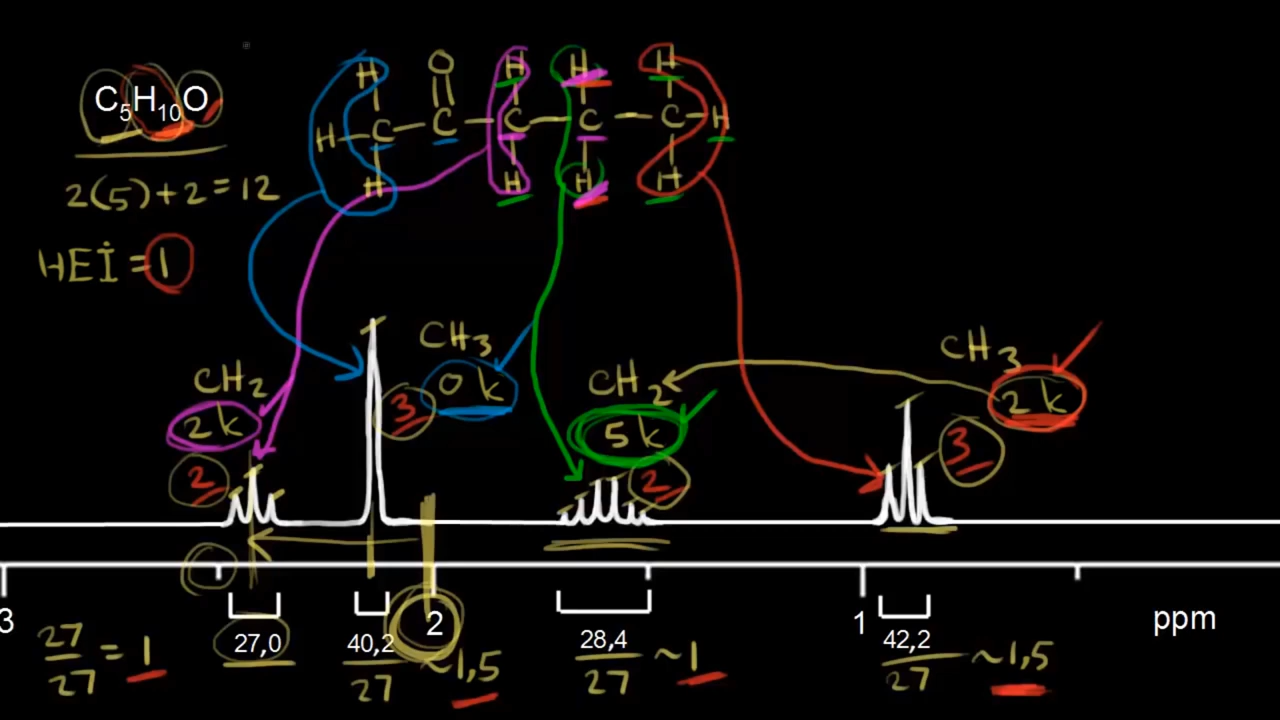 C5H10O
2(5)+2=12
HEİ=1
H O H H H
H C C C C C H
H H H H
CH2
2 k
2
CH3
0 k
3
CH2
5 k
2
CH3
2 k
3
3 2 1 ppm
27,0 40,2 28,4 42,2
27/27 = 1
/27 ~1,5
/27 ~1
/27 ~1,5